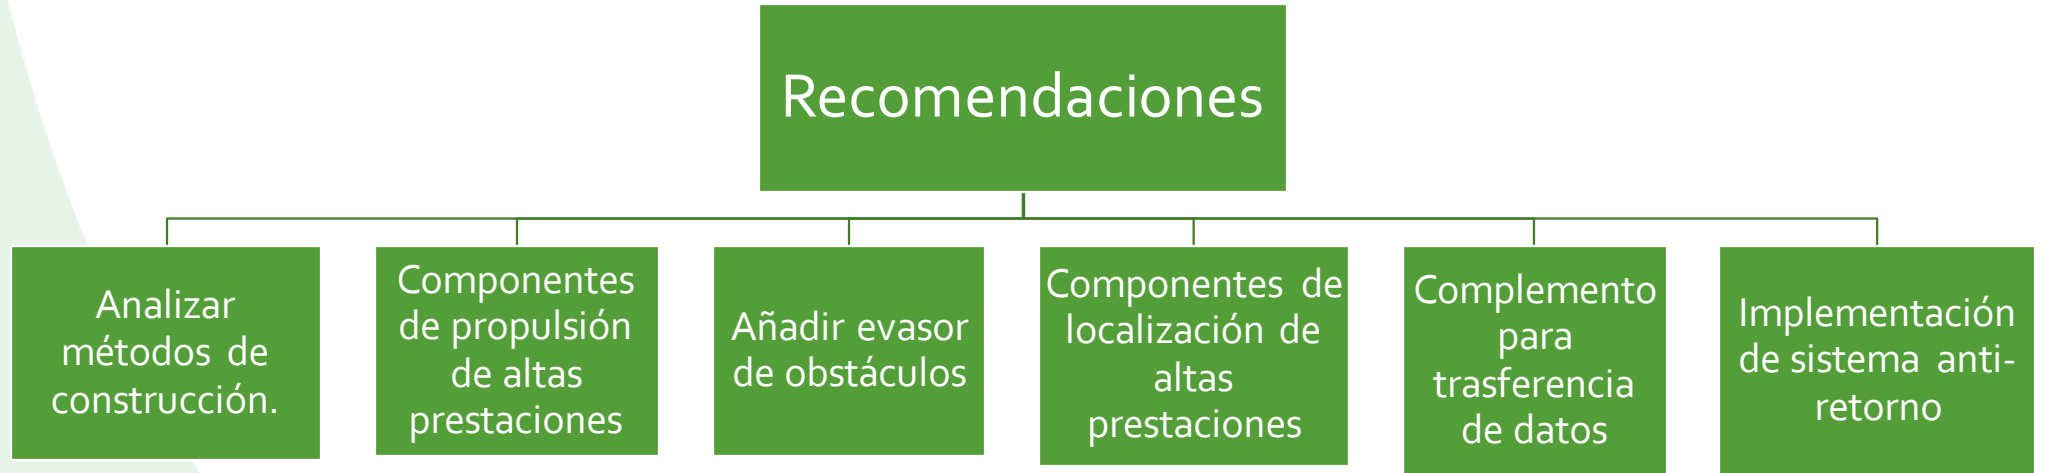 Recomendaciones
Analizar
métodos de
construcción.
Componentes
de propulsión
de altas
prestaciones
Añadir evasor
de obstáculos
Componentes de
localización de
altas
prestaciones
Complemento
para
trasferencia
de datos
Implementación
de sistema anti-
retorno